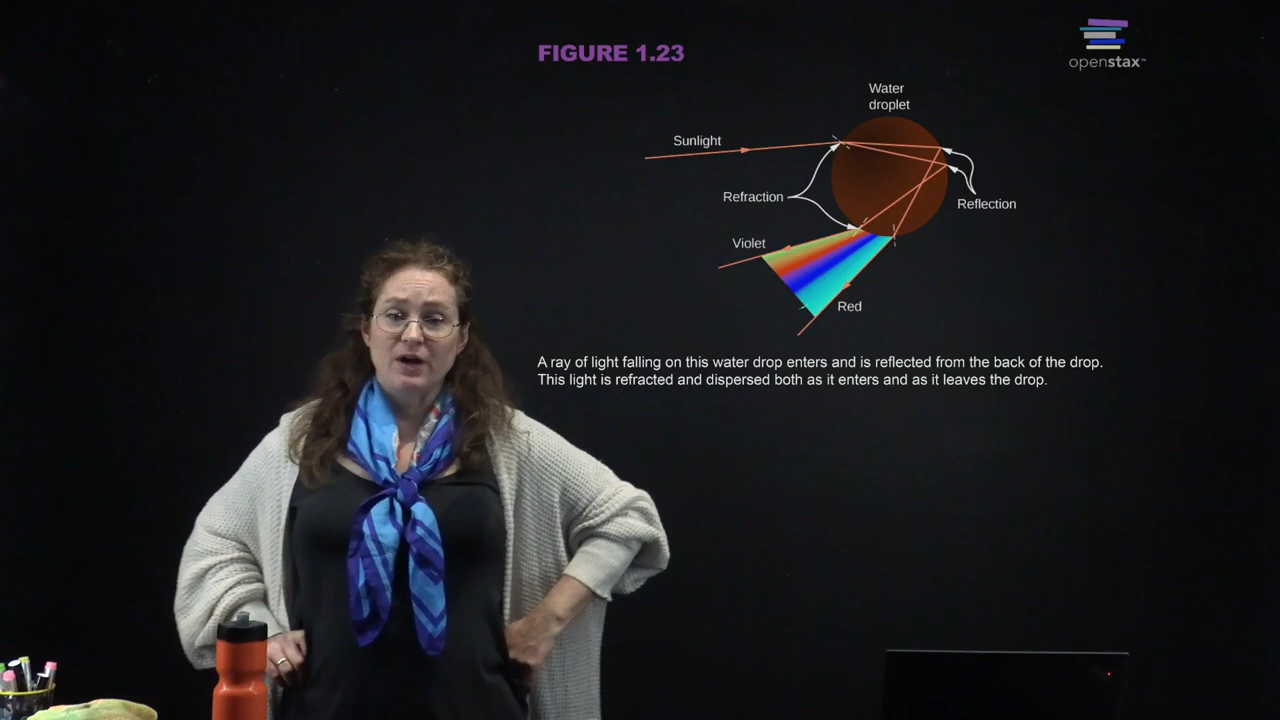 FIGURE 1.23
openstax™
Water
droplet
Sunlight
Refraction
Reflection
Violet
Red
A ray of light falling on this water drop enters and is reflected from the back of the drop.
This light is refracted and dispersed both as it enters and as it leaves the drop.